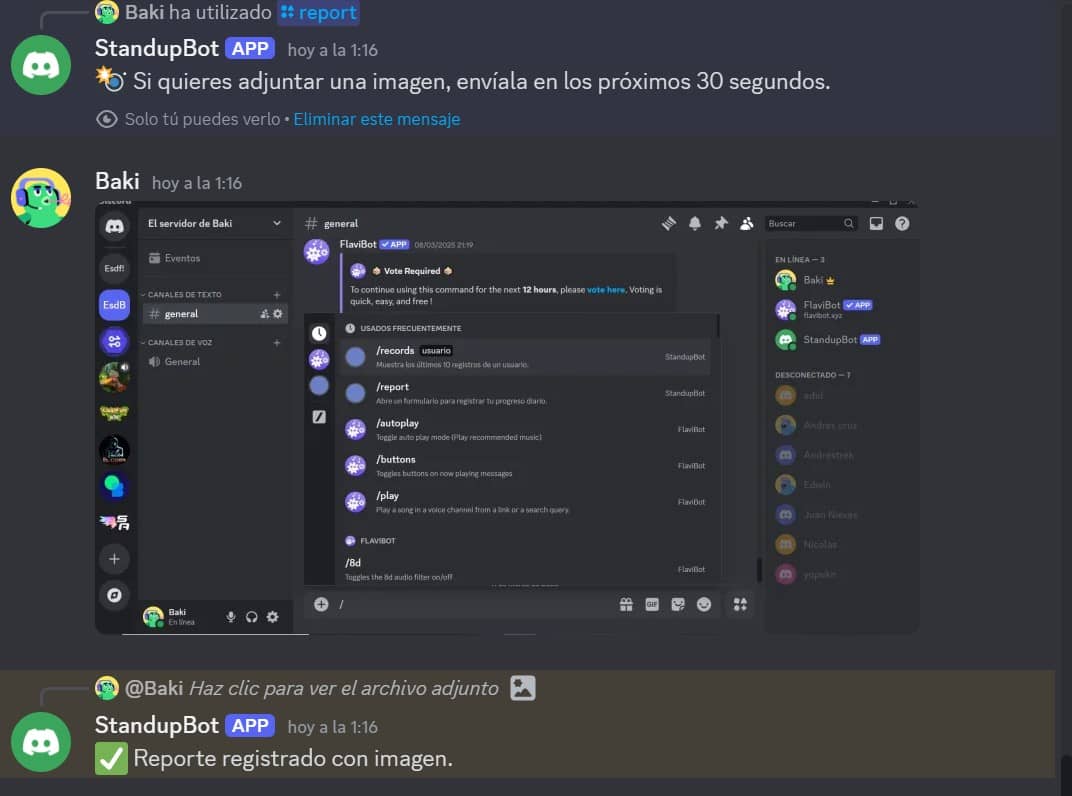 Baki ha utilizado report
StandupBot APP hoy a la 1:16
Si quieres adjuntar una imagen, envíala en los próximos 30 segundos.
Solo tú puedes verlo • Eliminar este mensaje
Baki hoy a la 1:16
El servidor de Baki
# general
Buscar
FlaviBot ✓ APP 08/03/2025 21:19
Vote Required
To continue using this command for the next 12 hours, please vote here. Voting is
quick, easy, and free !
Eventos
Esdf!
CANALES DE TEXTO
EsdB
# general
CANALES DE VOZ
General
USADOS FRECUENTEMENTE
/records usuario
Muestra los últimos 10 registros de un usuario.
StandupBot
/report
Abre un formulario para registrar tu progreso diario.
StandupBot
/autoplay
Toggle auto play mode (Play recommended music)
FlaviBot
/buttons
Toggles buttons on now playing messages
FlaviBot
/play
Play a song in a voice channel from a link or a search query.
FlaviBot
FLAVIBOT
/8d
Toggles the 8d audio filter on/off
FlaviBot
/
GIF
Baki
En línea
EN LÍNEA — 3
Baki
FlaviBot ✓ APP
flavibot.xyz
StandupBot APP
DESCONECTADO — 7
Andres cruz
Andrestrek
Edwin
Juan Nieves
Nicolas
@Baki Haz clic para ver el archivo adjunto
StandupBot APP hoy a la 1:16
Reporte registrado con imagen.